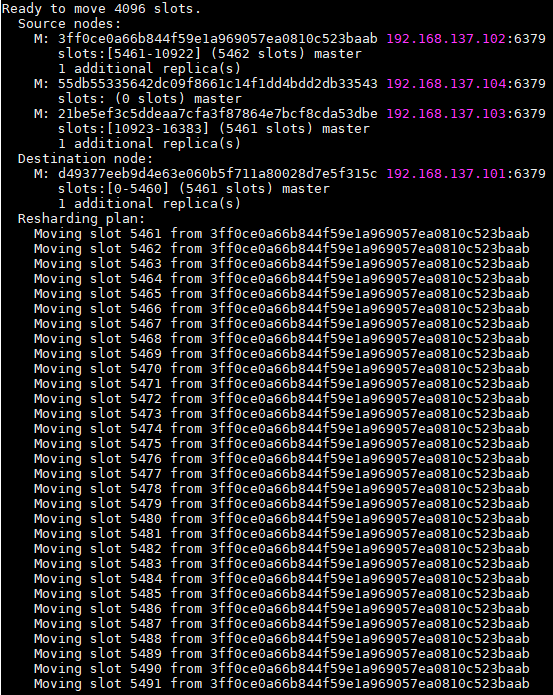 Ready to move 4096 slots.
  Source nodes:
    M: 3ff0ce0a66b844f59e1a969057ea0810c523baab 192.168.137.102:6379
       slots:[5461-10922] (5462 slots) master
       1 additional replica(s)
    M: 55db55335642dc09f8661c14f1dd4bdd2db33543 192.168.137.104:6379
       slots: (0 slots) master
    M: 21be5ef3c5ddeaa7cfa3f87864e7bcf8cda53dbe 192.168.137.103:6379
       slots:[10923-16383] (5461 slots) master
       1 additional replica(s)
  Destination node:
    M: d49377eeb9d4e63e060b5f711a80028d7e5f315c 192.168.137.101:6379
       slots:[0-5460] (5461 slots) master
       1 additional replica(s)
  Resharding plan:
    Moving slot 5461 from 3ff0ce0a66b844f59e1a969057ea0810c523baab
    Moving slot 5462 from 3ff0ce0a66b844f59e1a969057ea0810c523baab
    Moving slot 5463 from 3ff0ce0a66b844f59e1a969057ea0810c523baab
    Moving slot 5464 from 3ff0ce0a66b844f59e1a969057ea0810c523baab
    Moving slot 5465 from 3ff0ce0a66b844f59e1a969057ea0810c523baab
    Moving slot 5466 from 3ff0ce0a66b844f59e1a969057ea0810c523baab
    Moving slot 5467 from 3ff0ce0a66b844f59e1a969057ea0810c523baab
    Moving slot 5468 from 3ff0ce0a66b844f59e1a969057ea0810c523baab
    Moving slot 5469 from 3ff0ce0a66b844f59e1a969057ea0810c523baab
    Moving slot 5470 from 3ff0ce0a66b844f59e1a969057ea0810c523baab
    Moving slot 5471 from 3ff0ce0a66b844f59e1a969057ea0810c523baab
    Moving slot 5472 from 3ff0ce0a66b844f59e1a969057ea0810c523baab
    Moving slot 5473 from 3ff0ce0a66b844f59e1a969057ea0810c523baab
    Moving slot 5474 from 3ff0ce0a66b844f59e1a969057ea0810c523baab
    Moving slot 5475 from 3ff0ce0a66b844f59e1a969057ea0810c523baab
    Moving slot 5476 from 3ff0ce0a66b844f59e1a969057ea0810c523baab
    Moving slot 5477 from 3ff0ce0a66b844f59e1a969057ea0810c523baab
    Moving slot 5478 from 3ff0ce0a66b844f59e1a969057ea0810c523baab
    Moving slot 5479 from 3ff0ce0a66b844f59e1a969057ea0810c523baab
    Moving slot 5480 from 3ff0ce0a66b844f59e1a969057ea0810c523baab
    Moving slot 5481 from 3ff0ce0a66b844f59e1a969057ea0810c523baab
    Moving slot 5482 from 3ff0ce0a66b844f59e1a969057ea0810c523baab
    Moving slot 5483 from 3ff0ce0a66b844f59e1a969057ea0810c523baab
    Moving slot 5484 from 3ff0ce0a66b844f59e1a969057ea0810c523baab
    Moving slot 5485 from 3ff0ce0a66b844f59e1a969057ea0810c523baab
    Moving slot 5486 from 3ff0ce0a66b844f59e1a969057ea0810c523baab
    Moving slot 5487 from 3ff0ce0a66b844f59e1a969057ea0810c523baab
    Moving slot 5488 from 3ff0ce0a66b844f59e1a969057ea0810c523baab
    Moving slot 5489 from 3ff0ce0a66b844f59e1a969057ea0810c523baab
    Moving slot 5490 from 3ff0ce0a66b844f59e1a969057ea0810c523baab
    Moving slot 5491 from 3ff0ce0a66b844f59e1a969057ea0810c523baab